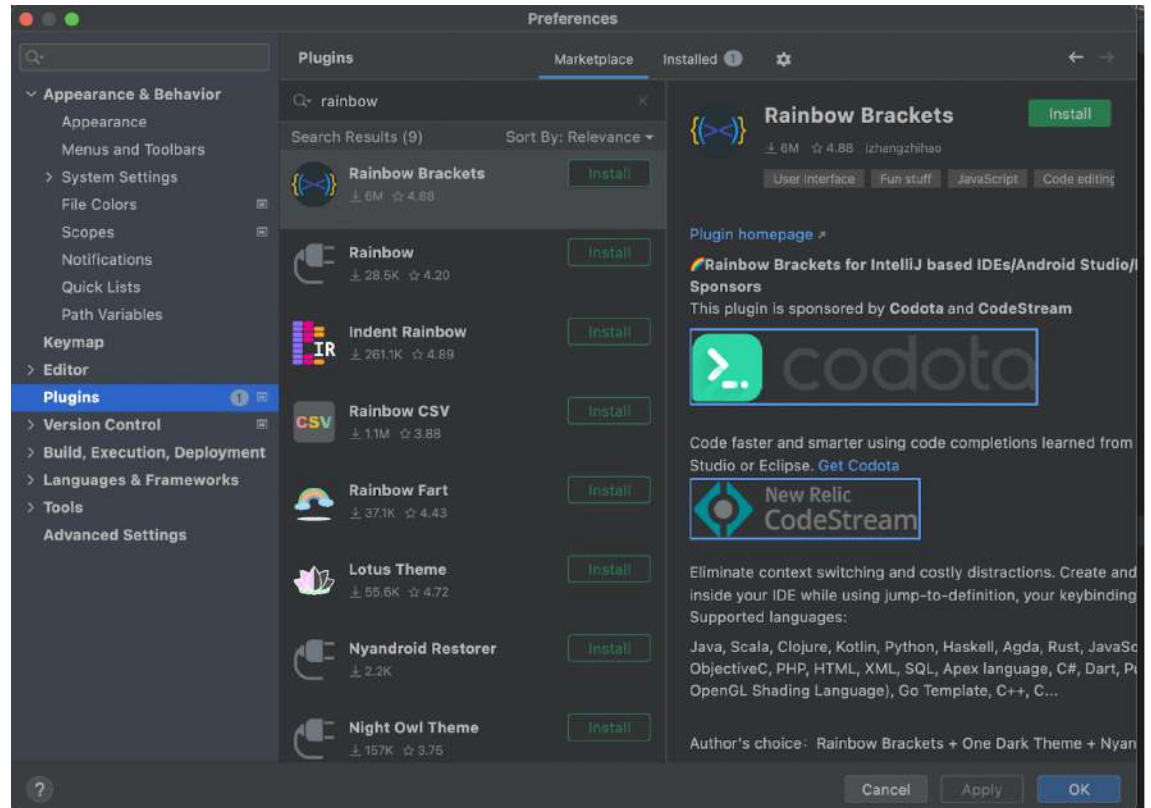 Preferences
Appearance & Behavior
Appearance
Menus and Toolbars
System Settings
File Colors
Scopes
Notifications
Quick Lists
Path Variables
Keymap
Editor
Plugins 1
Version Control
Build, Execution, Deployment
Languages & Frameworks
Tools
Advanced Settings
Plugins Marketplace Installed 1
rainbow
Search Results (9) Sort By: Relevance
Rainbow Brackets Install
6M 4.88
Rainbow Install
28.5K 4.20
Indent Rainbow Install
IR 261.1K 4.89
Rainbow CSV Install
CSV 1.1M 3.88
Rainbow Fart Install
37.1K 4.43
Lotus Theme Install
55.6K 4.72
Nyandroid Restorer Install
2.2K
Night Owl Theme Install
157K 3.75
Rainbow Brackets Install
6M 4.88 izhangzhihao
User Interface Fun stuff JavaScript Code editing
Plugin homepage
Rainbow Brackets for IntelliJ based IDEs/Android Studio/
Sponsors
This plugin is sponsored by Codota and CodeStream
codota
Code faster and smarter using code completions learned from
Studio or Eclipse. Get Codota
New Relic
CodeStream
Eliminate context switching and costly distractions. Create and
inside your IDE while using jump-to-definition, your keybinding
Supported languages:
Java, Scala, Clojure, Kotlin, Python, Haskell, Agda, Rust, JavaSc
ObjectiveC, PHP, HTML, XML, SQL, Apex language, C#, Dart, Pu
OpenGL Shading Language), Go Template, C++, C...
Author's choice: Rainbow Brackets + One Dark Theme + Nyan
? Cancel Apply OK